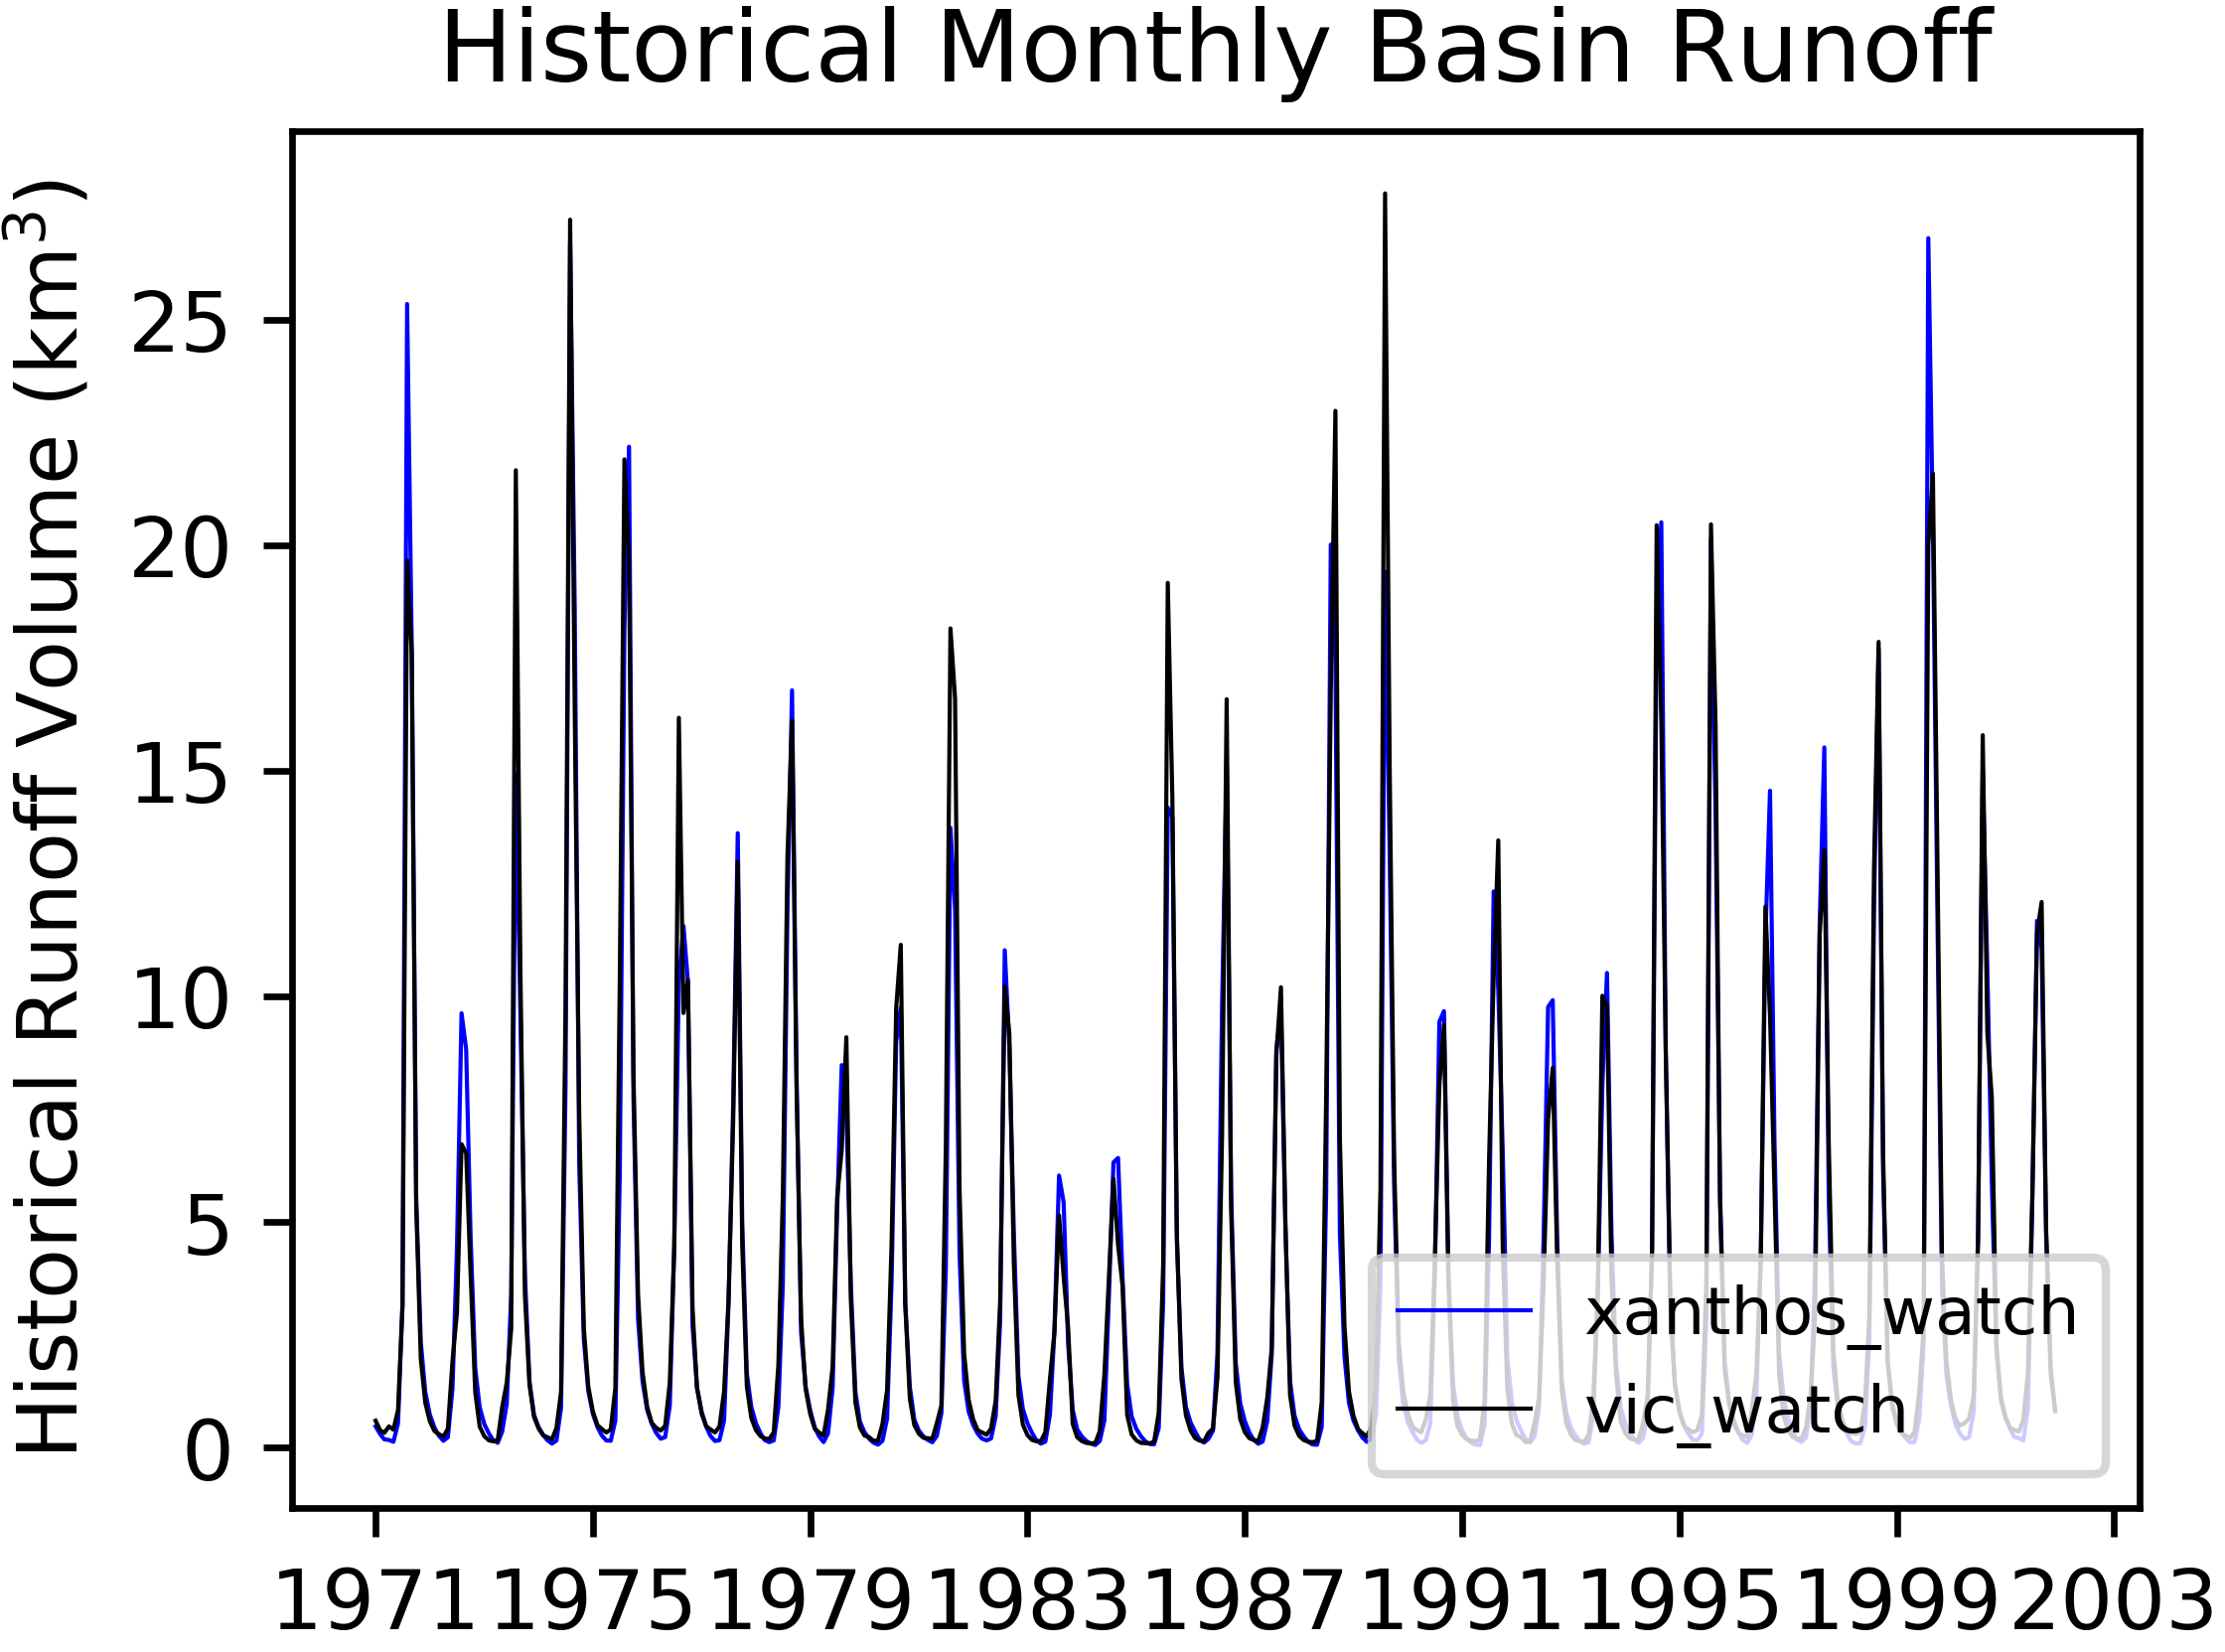 Historical Monthly Basin Runoff
Historical Runoff Volume (km³)
25
20
15
10
5
0
xanthos_watch
vic_watch
1971 1975 1979 1983 1987 1991 1995 1999 2003